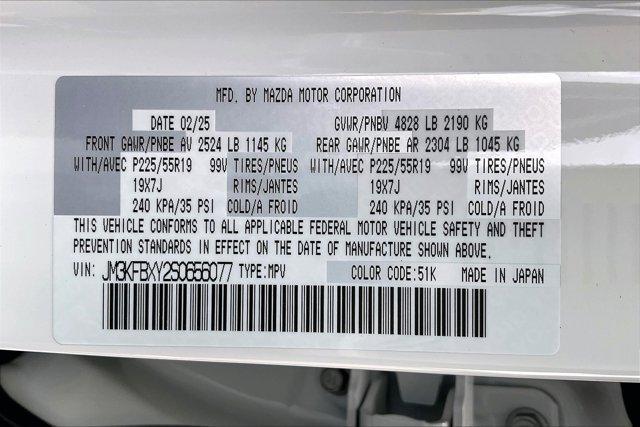 MFD. BY MAZDA MOTOR CORPORATION
DATE 02/25 GVWR/PNBV 4828 LB 2190 KG
FRONT GAWR/PNBE AV 2524 LB 1145 KG REAR GAWR/PNBE AR 2304 LB 1045 KG
WITH/AVEC P225/55R19 99V TIRES/PNEUS WITH/AVEC P225/55R19 99V TIRES/PNEUS
19X7J RIMS/JANTES 19X7J RIMS/JANTES
240 KPA/35 PSI COLD/A FROID 240 KPA/35 PSI COLD/A FROID
THIS VEHICLE CONFORMS TO ALL APPLICABLE FEDERAL MOTOR VEHICLE SAFETY AND THEFT
PREVENTION STANDARDS IN EFFECT ON THE DATE OF MANUFACTURE SHOWN ABOVE.
VIN: JM3KFBXY2S0656077 TYPE:MPV COLOR CODE:51K MADE IN JAPAN